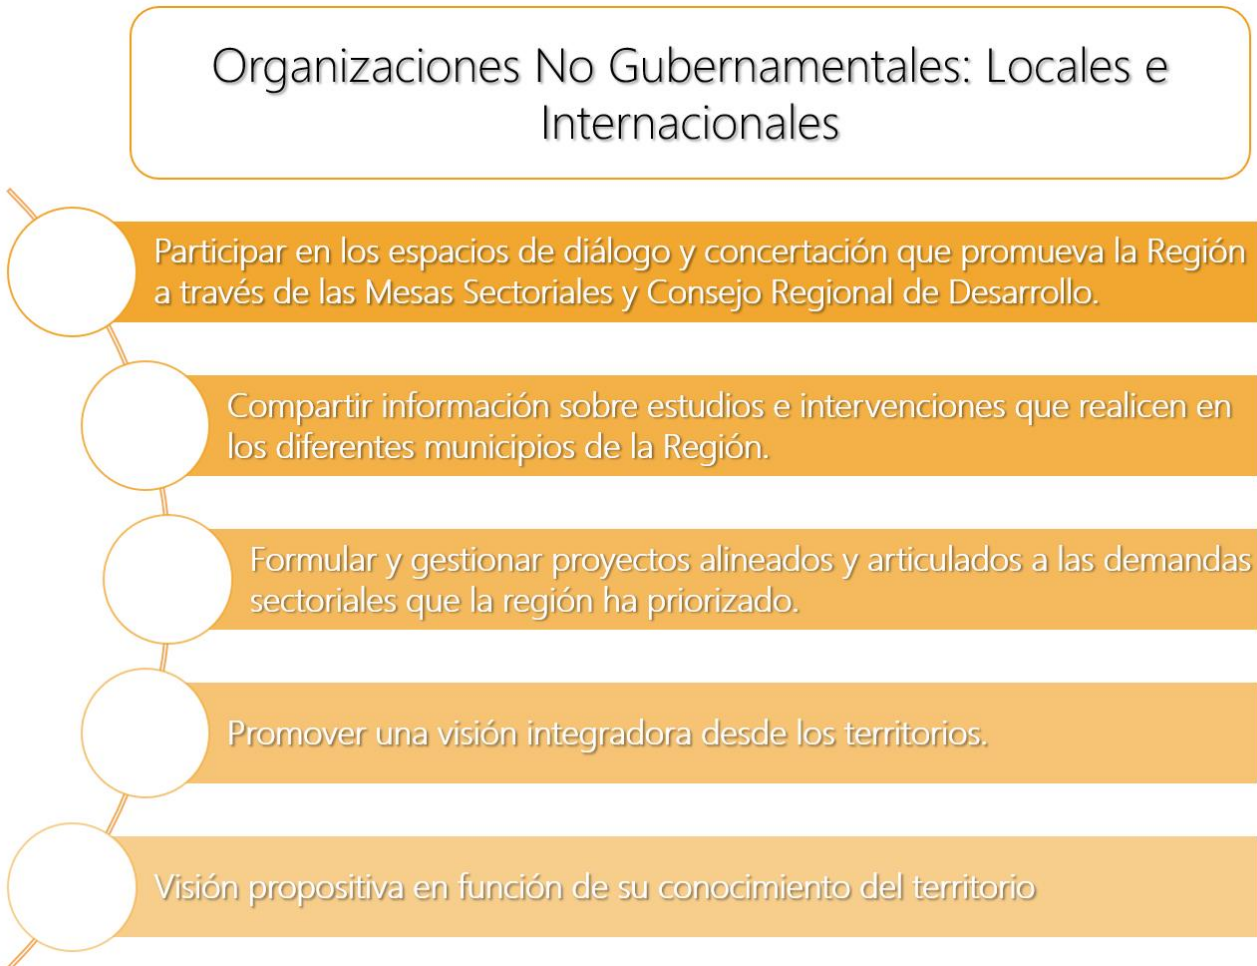 Organizaciones No Gubernamentales: Locales e
Internacionales
Participar en los espacios de diálogo y concertación que promueva la Región
a través de las Mesas Sectoriales y Consejo Regional de Desarrollo.
Compartir información sobre estudios e intervenciones que realicen en
los diferentes municipios de la Región.
Formular y gestionar proyectos alineados y articulados a las demandas
sectoriales que la región ha priorizado.
Promover una visión integradora desde los territorios.
Visión propositiva en función de su conocimiento del territorio